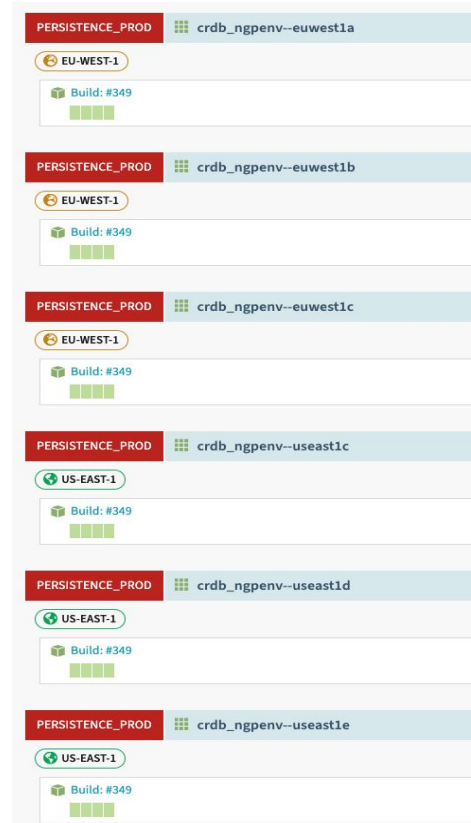 PERSISTENCE_PROD crdb_ngpenv--euwest1a
EU-WEST-1
Build: #349
PERSISTENCE_PROD crdb_ngpenv--euwest1b
EU-WEST-1
Build: #349
PERSISTENCE_PROD crdb_ngpenv--euwest1c
EU-WEST-1
Build: #349
PERSISTENCE_PROD crdb_ngpenv--useast1c
US-EAST-1
Build: #349
PERSISTENCE_PROD crdb_ngpenv--useast1d
US-EAST-1
Build: #349
PERSISTENCE_PROD crdb_ngpenv--useast1e
US-EAST-1
Build: #349